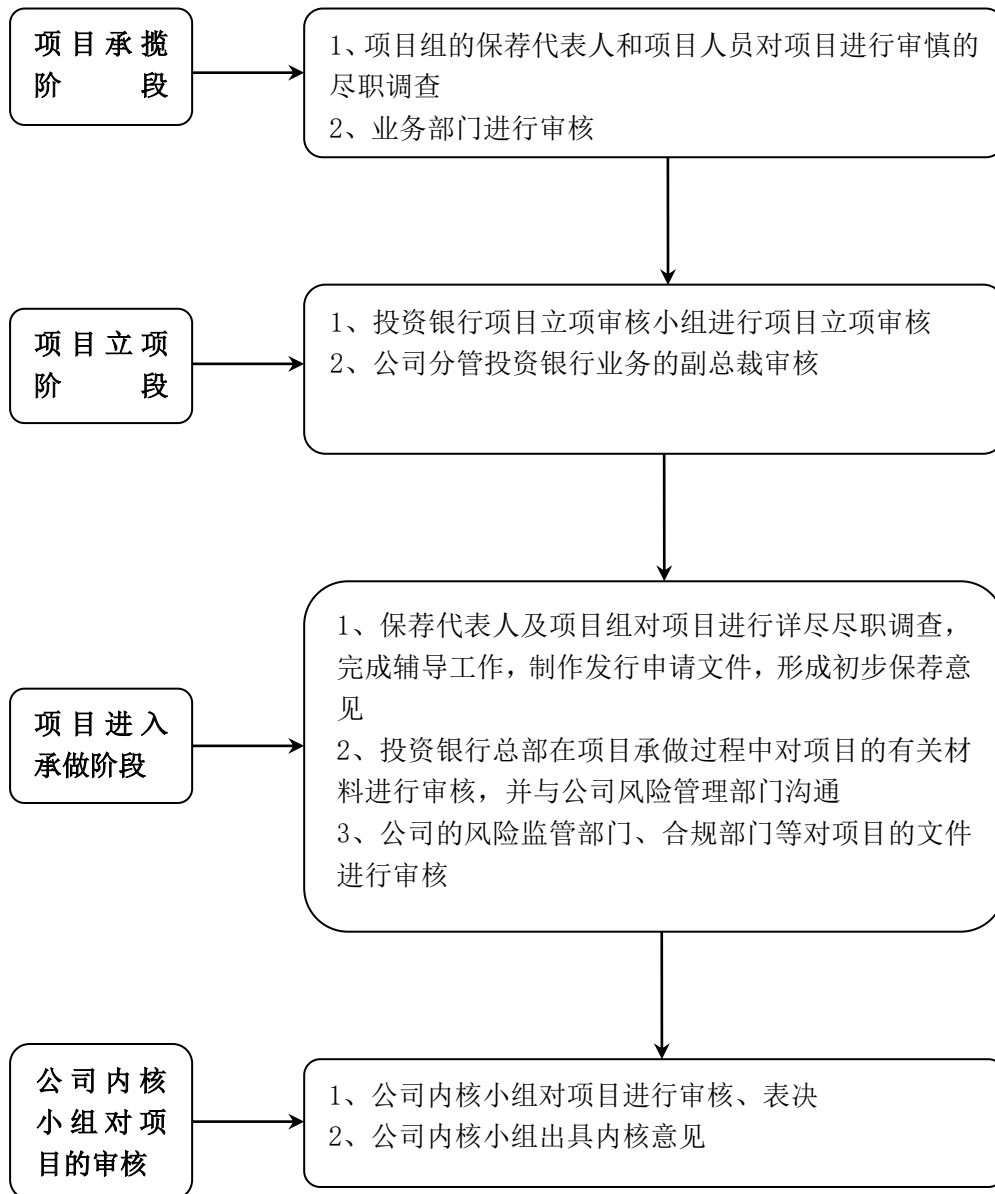 项目承揽
阶段
1、项目组的保荐代表人和项目人员对项目进行审慎的
尽职调查
2、业务部门进行审核
项目立项
阶段
1、投资银行项目立项审核小组进行项目立项审核
2、公司分管投资银行业务的副总裁审核
项目进入
承做阶段
1、保荐代表人及项目组对项目进行详尽尽职调查，
完成辅导工作，制作发行申请文件，形成初步保荐意
见
2、投资银行总部在项目承做过程中对项目的有关材
料进行审核，并与公司风险管理部门沟通
3、公司的风险监管部门、合规部门等对项目的文件
进行审核
公司内核
小组对项
目的审核
1、公司内核小组对项目进行审核、表决
2、公司内核小组出具内核意见